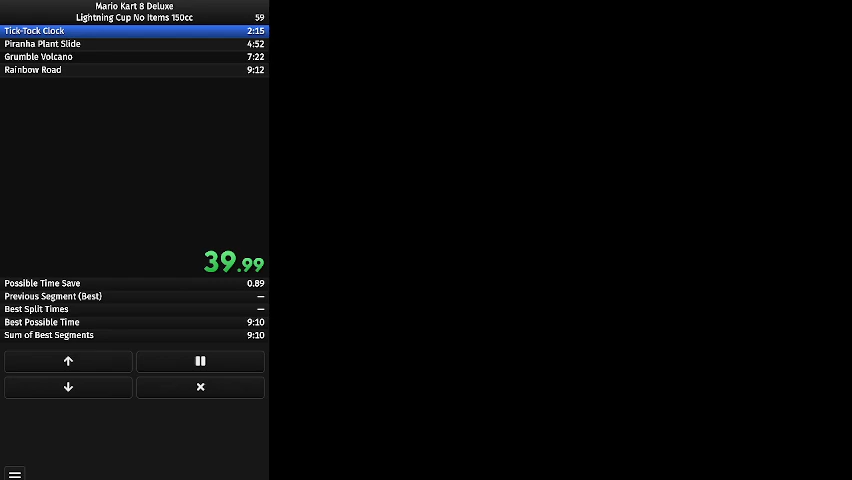 Mario Kart 8 Deluxe
Lightning Cup No Items 150cc 59
Tick-Tock Clock 2:15
Piranha Plant Slide 4:52
Grumble Volcano 7:22
Rainbow Road 9:12
39.99
Possible Time Save 0.89
Previous Segment (Best) —
Best Split Times —
Best Possible Time 9:10
Sum of Best Segments 9:10